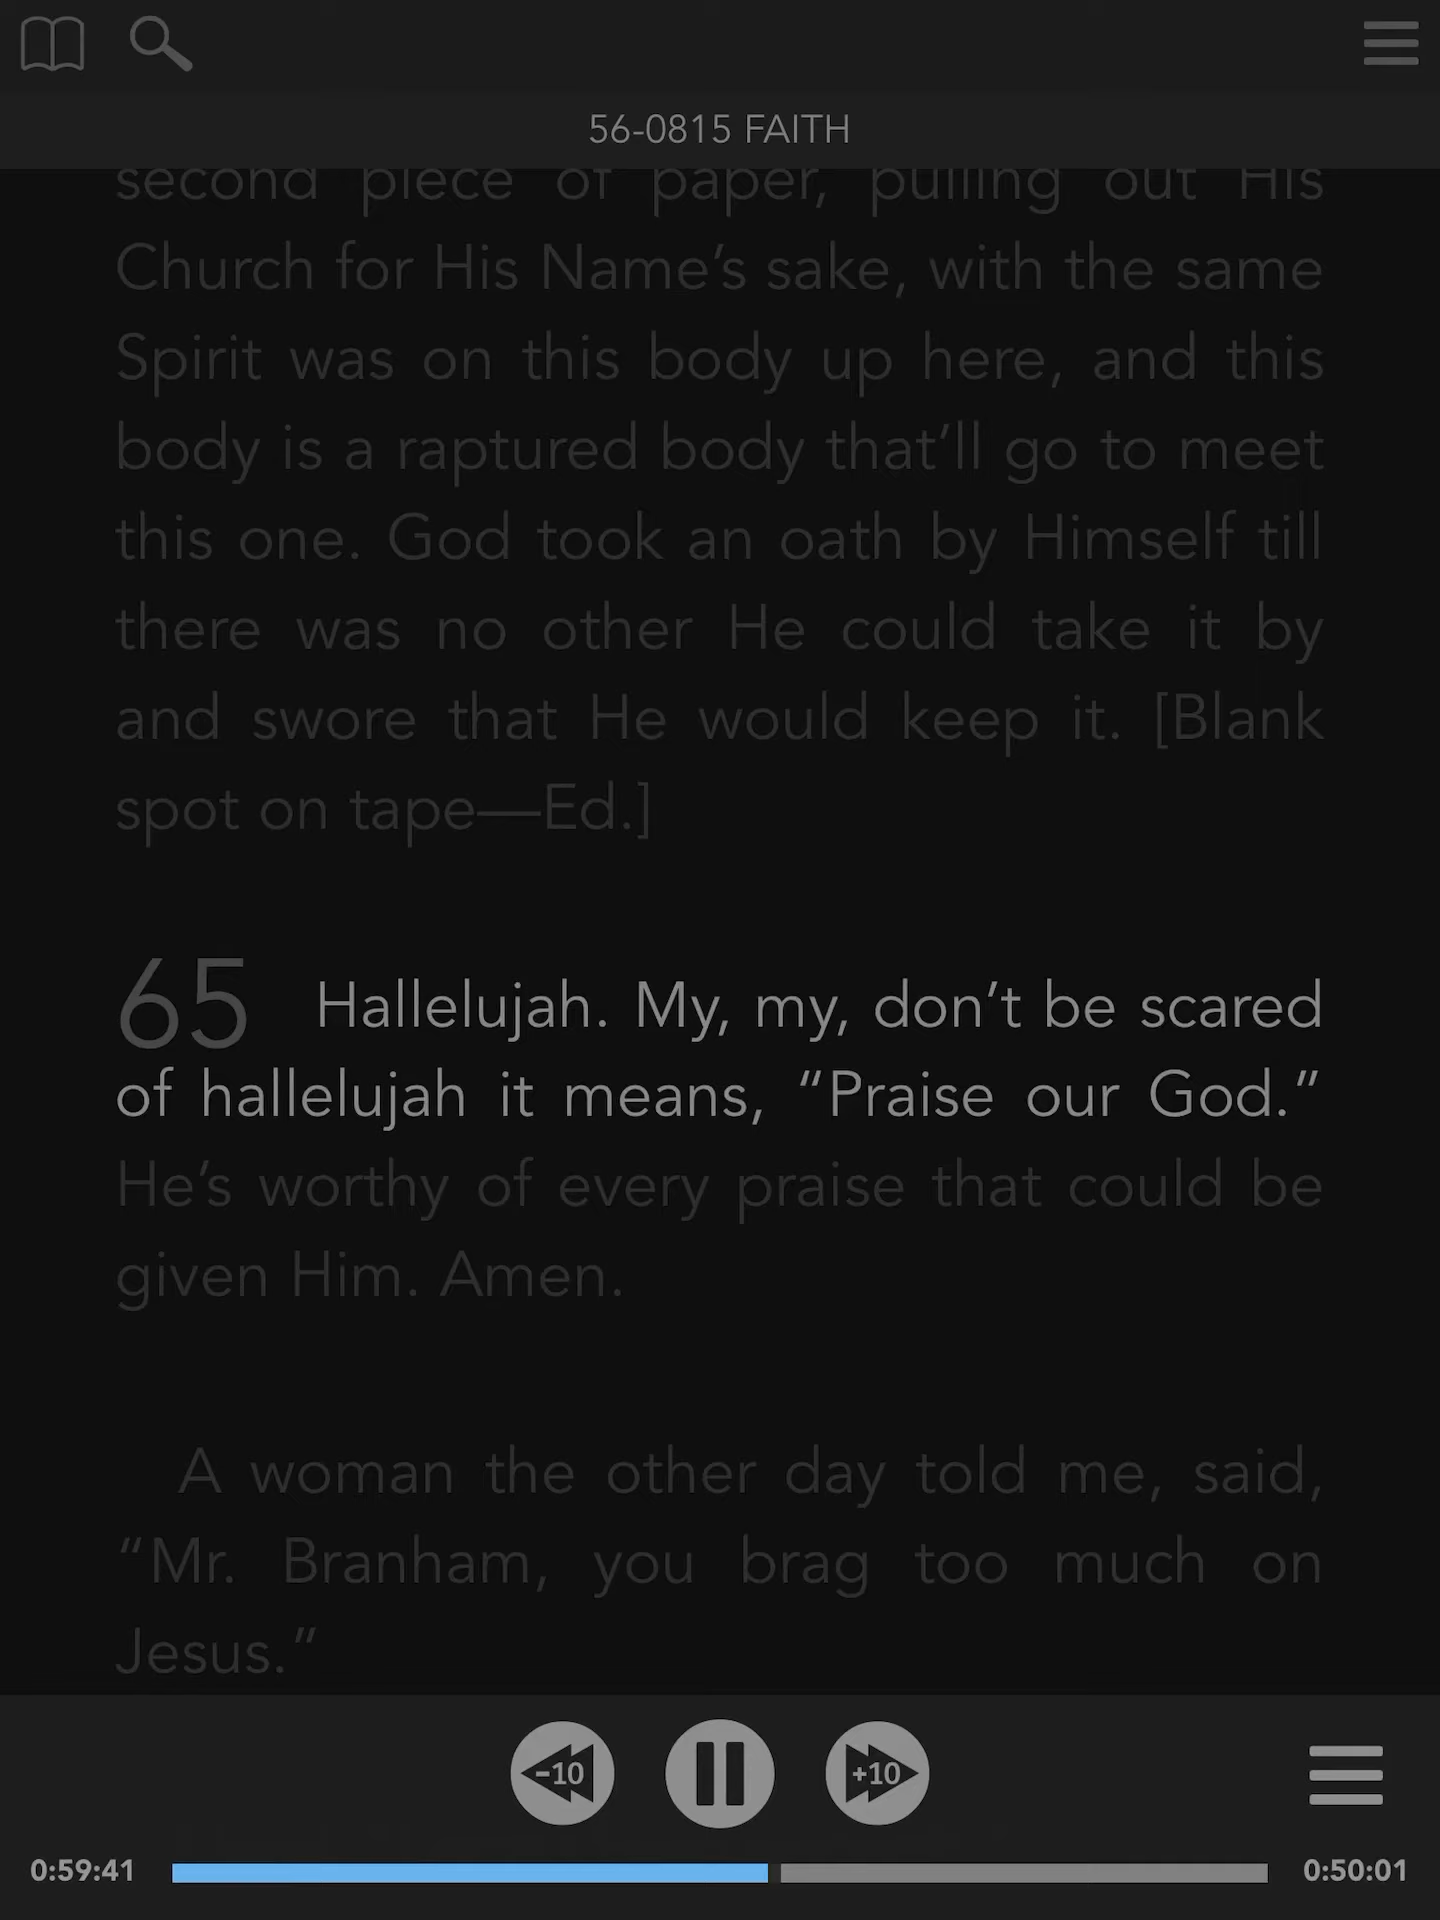 56-0815 FAITH
second piece of paper, pulling out His
Church for His Name's sake, with the same
Spirit was on this body up here, and this
body is a raptured body that'll go to meet
this one. God took an oath by Himself till
there was no other He could take it by
and swore that He would keep it. [Blank
spot on tape—Ed.]
65 Hallelujah. My, my, don't be scared
of hallelujah it means, “Praise our God.”
He's worthy of every praise that could be
given Him. Amen.
A woman the other day told me, said,
“Mr. Branham, you brag too much on
Jesus.”
-10 +10
0:59:41 0:50:01